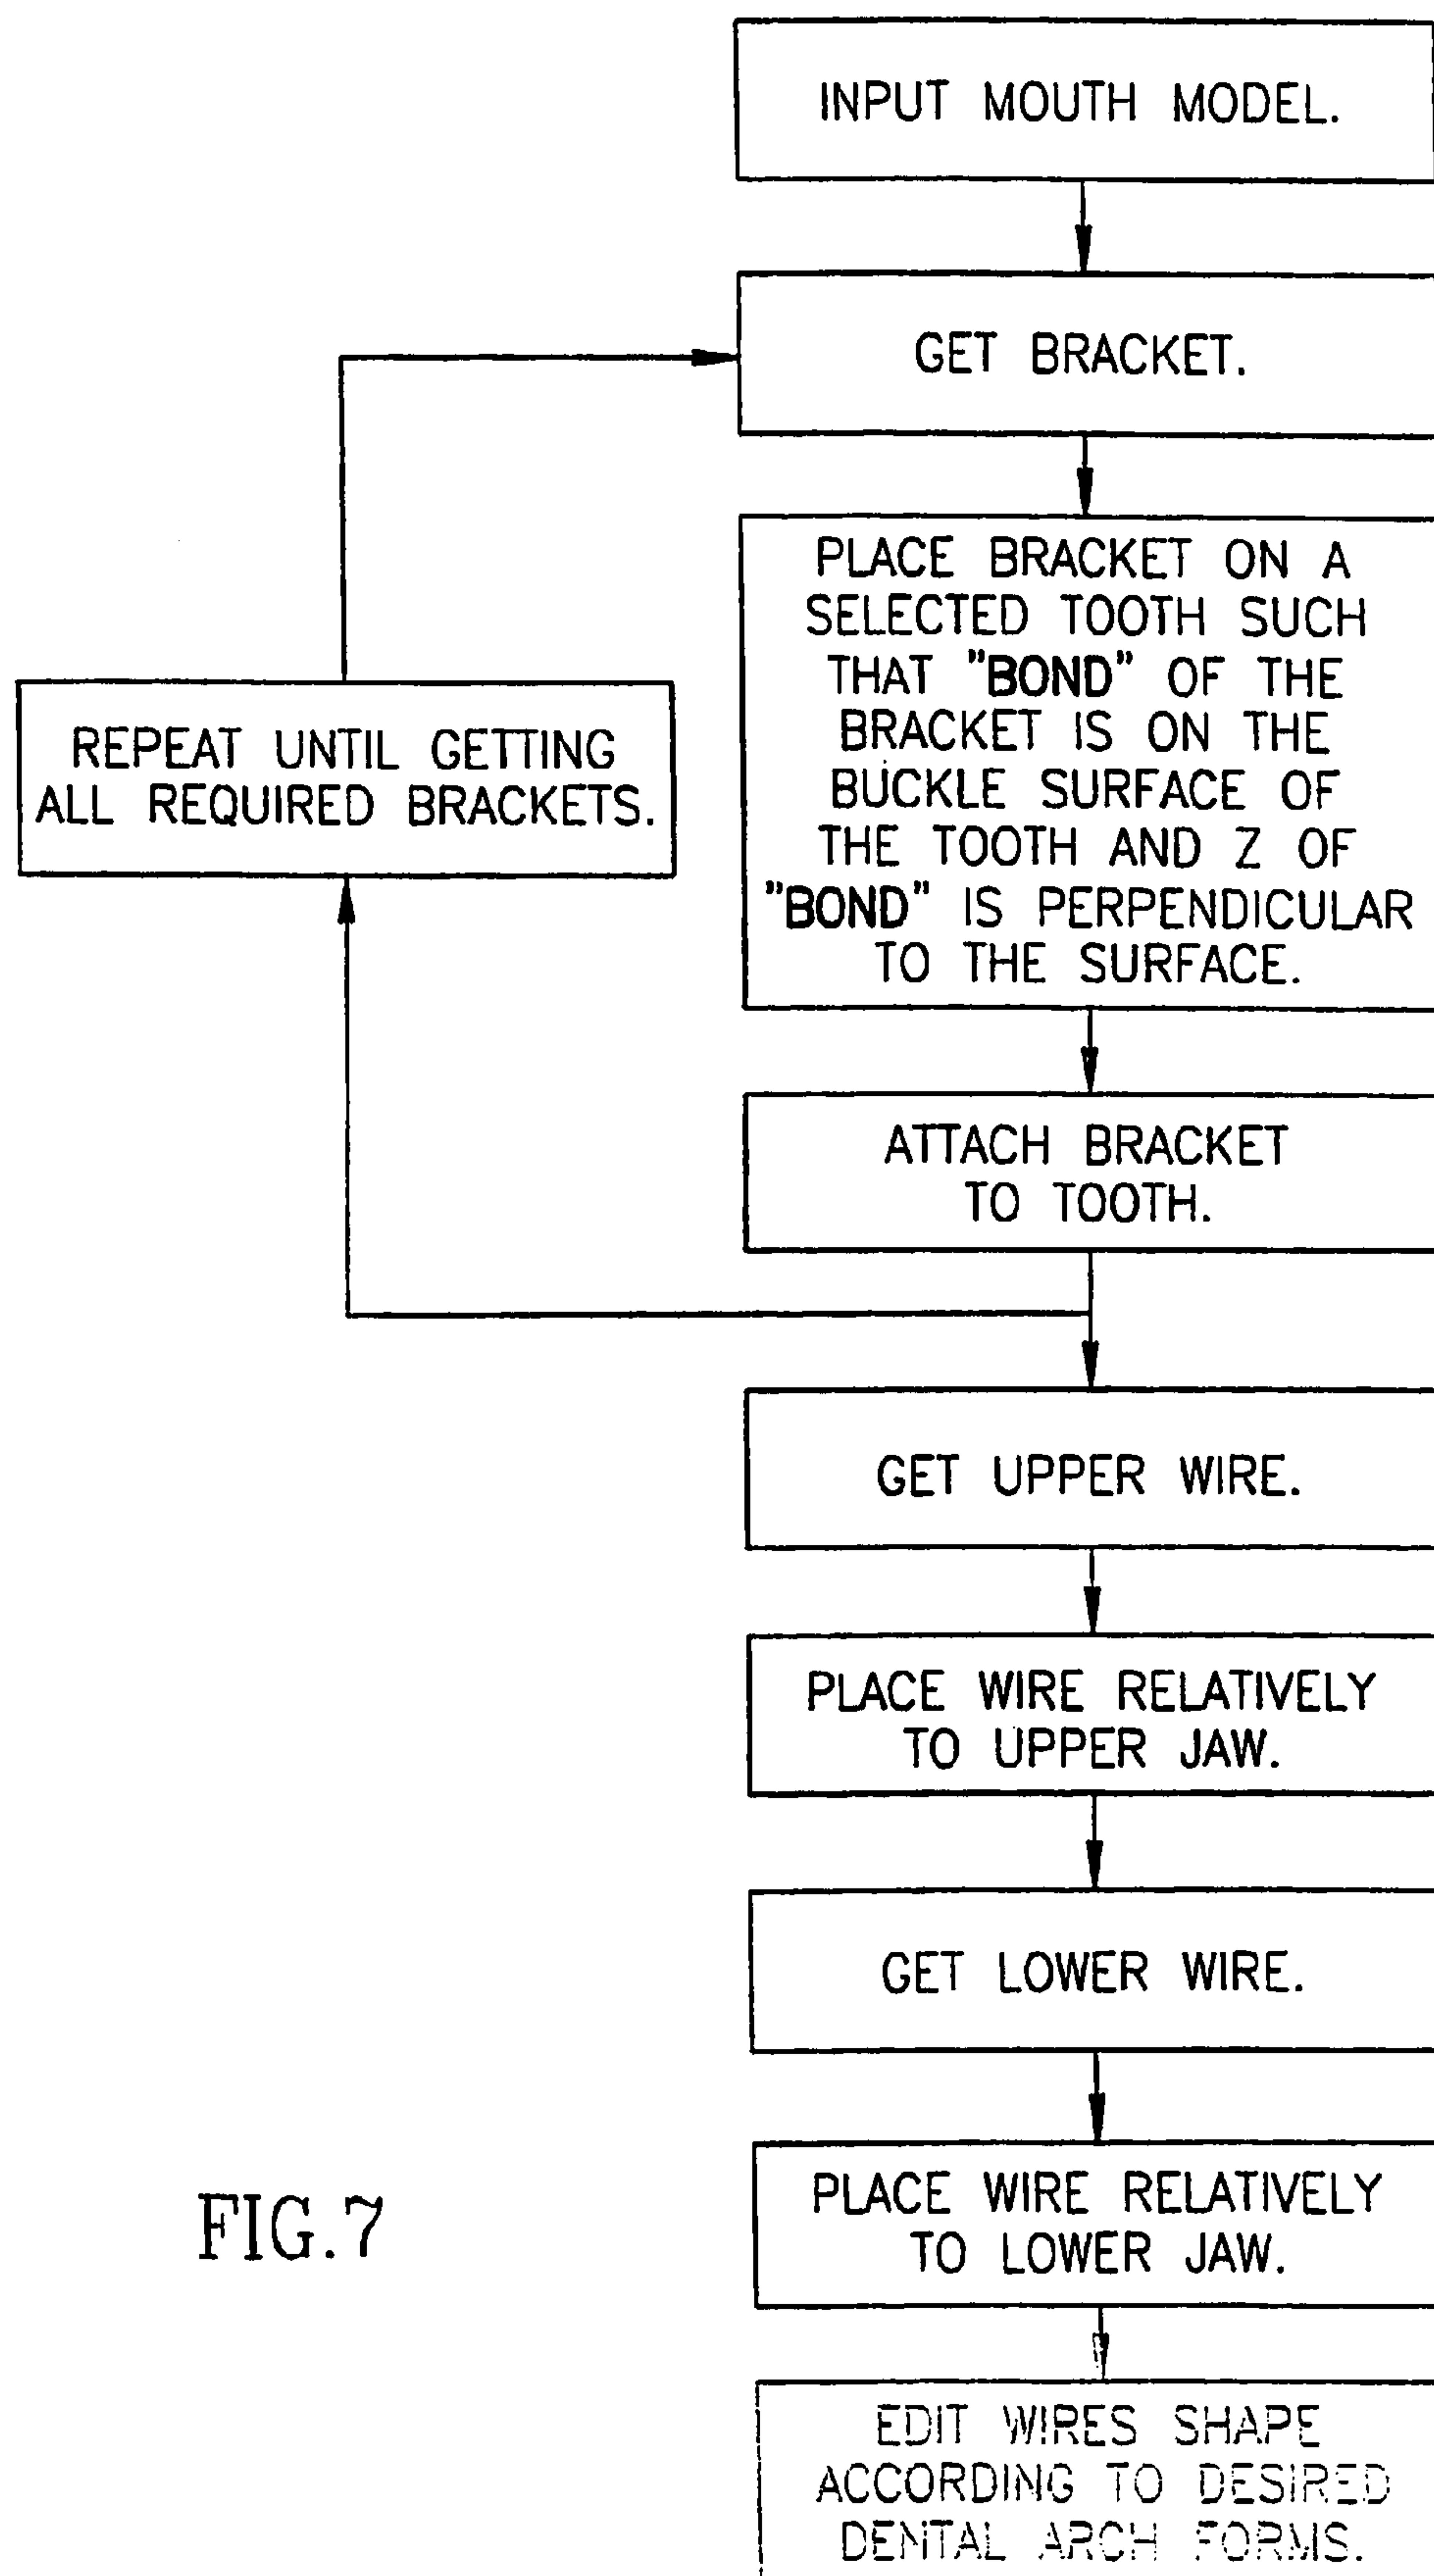 INPUT MOUTH MODEL.
GET BRACKET.
PLACE BRACKET ON A
SELECTED TOOTH SUCH
THAT "BOND" OF THE
BRACKET IS ON THE
BUCKLE SURFACE OF
THE TOOTH AND Z OF
"BOND" IS PERPENDICULAR
TO THE SURFACE.
REPEAT UNTIL GETTING
ALL REQUIRED BRACKETS.
ATTACH BRACKET
TO TOOTH.
GET UPPER WIRE.
PLACE WIRE RELATIVELY
TO UPPER JAW.
GET LOWER WIRE.
PLACE WIRE RELATIVELY
TO LOWER JAW.
EDIT WIRES SHAPE
ACCORDING TO DESIRED
DENTAL ARCH FORMS.
FIG.7